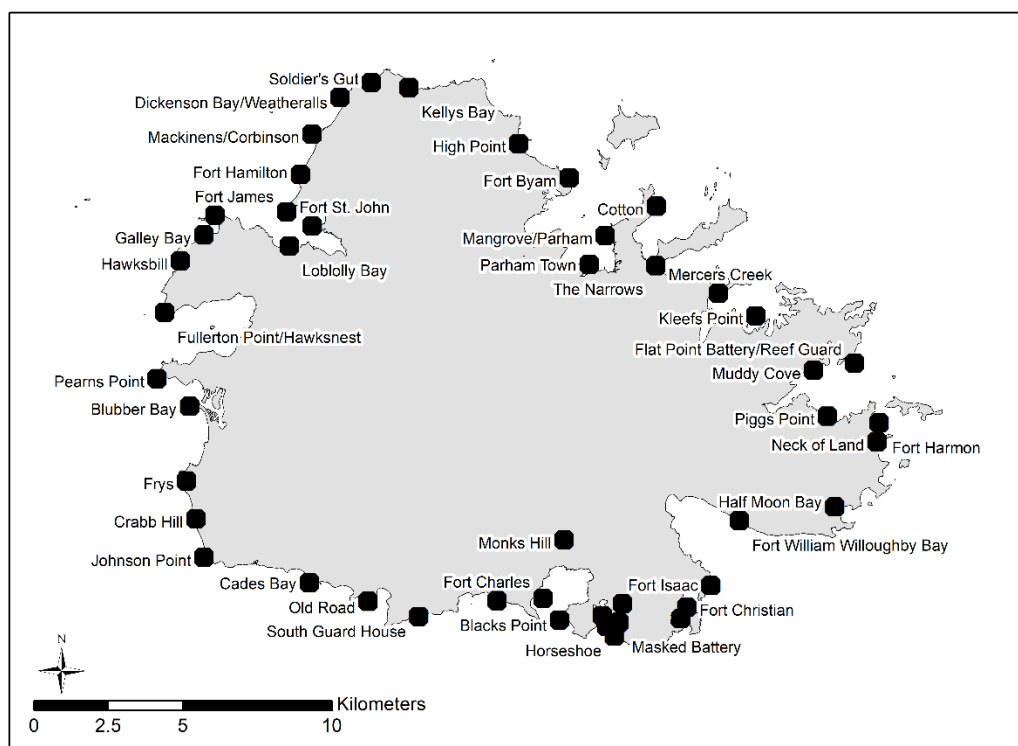 Soldier's Gut
Dickenson Bay/Weatheralls
Kellys Bay
Mackinens/Corbinson
High Point
Fort Hamilton
Fort Byam
Fort James
Fort St. John
Cotton
Galley Bay
Mangrove/Parham
Hawksbill
Loblolly Bay
Parham Town
Mercers Creek
The Narrows
Kleefs Point
Fullerton Point/Hawksnest
Flat Point Battery/Reef Guard
Muddy Cove
Pearns Point
Blubber Bay
Piggs Point
Neck of Land
Fort Harmon
Frys
Half Moon Bay
Crabb Hill
Monks Hill
Fort William Willoughby Bay
Johnson Point
Cades Bay
Fort Charles
Fort Isaac
Old Road
Fort Christian
South Guard House
Blacks Point
Horseshoe
Masked Battery
N
Kilometers
0 2.5 5 10